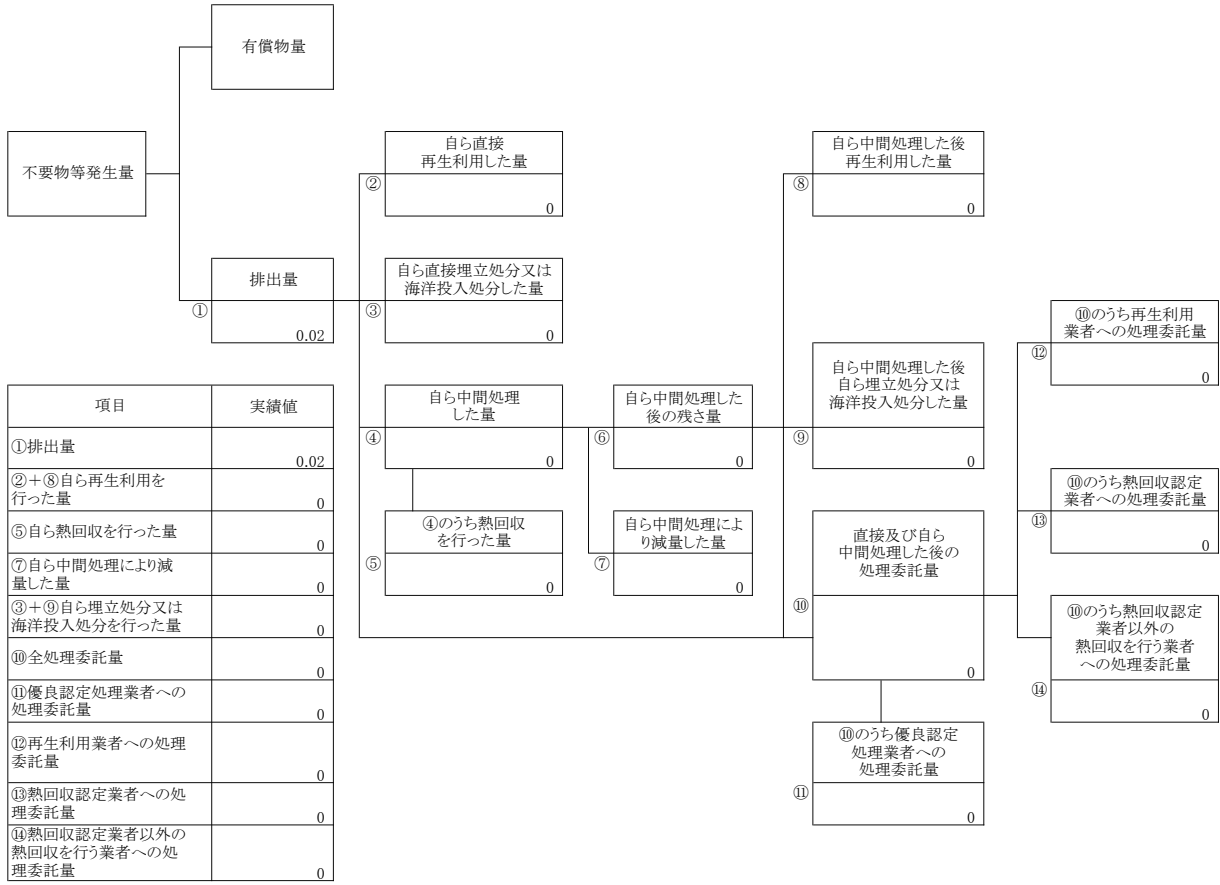 有償物量
不要物等発生量
自ら直接
再生利用した量
②
0
自ら中間処理した後
再生利用した量
⑧
0
排出量
①
0.02
自ら直接埋立処分又は
海洋投入処分した量
③
0
⑩のうち再生利用
業者への処理委託量
⑫
0
自ら中間処理
した量
④
0
自ら中間処理した
後の残さ量
⑥
0
自ら中間処理した後
自ら埋立処分又は
海洋投入処分した量
⑨
0
⑩のうち熱回収認定
業者への処理委託量
⑬
0
④のうち熱回収
を行った量
⑤
0
自ら中間処理によ
り減量した量
⑦
0
直接及び自ら
中間処理した後の
処理委託量
⑩
0
⑩のうち熱回収認定
業者以外の
熱回収を行う業者
への処理委託量
⑭
0
⑩のうち優良認定
処理業者への
処理委託量
⑪
0
項目 実績値
①排出量
0.02
②+⑧自ら再生利用を
行った量
0
⑤自ら熱回収を行った量
0
⑦自ら中間処理により減
量した量
0
③+⑨自ら埋立処分又は
海洋投入処分を行った量
0
⑩全処理委託量
0
⑪優良認定処理業者への
処理委託量
0
⑫再生利用業者への処理
委託量
0
⑬熱回収認定業者への処
理委託量
0
⑭熱回収認定業者以外の
熱回収を行う業者への処
理委託量
0